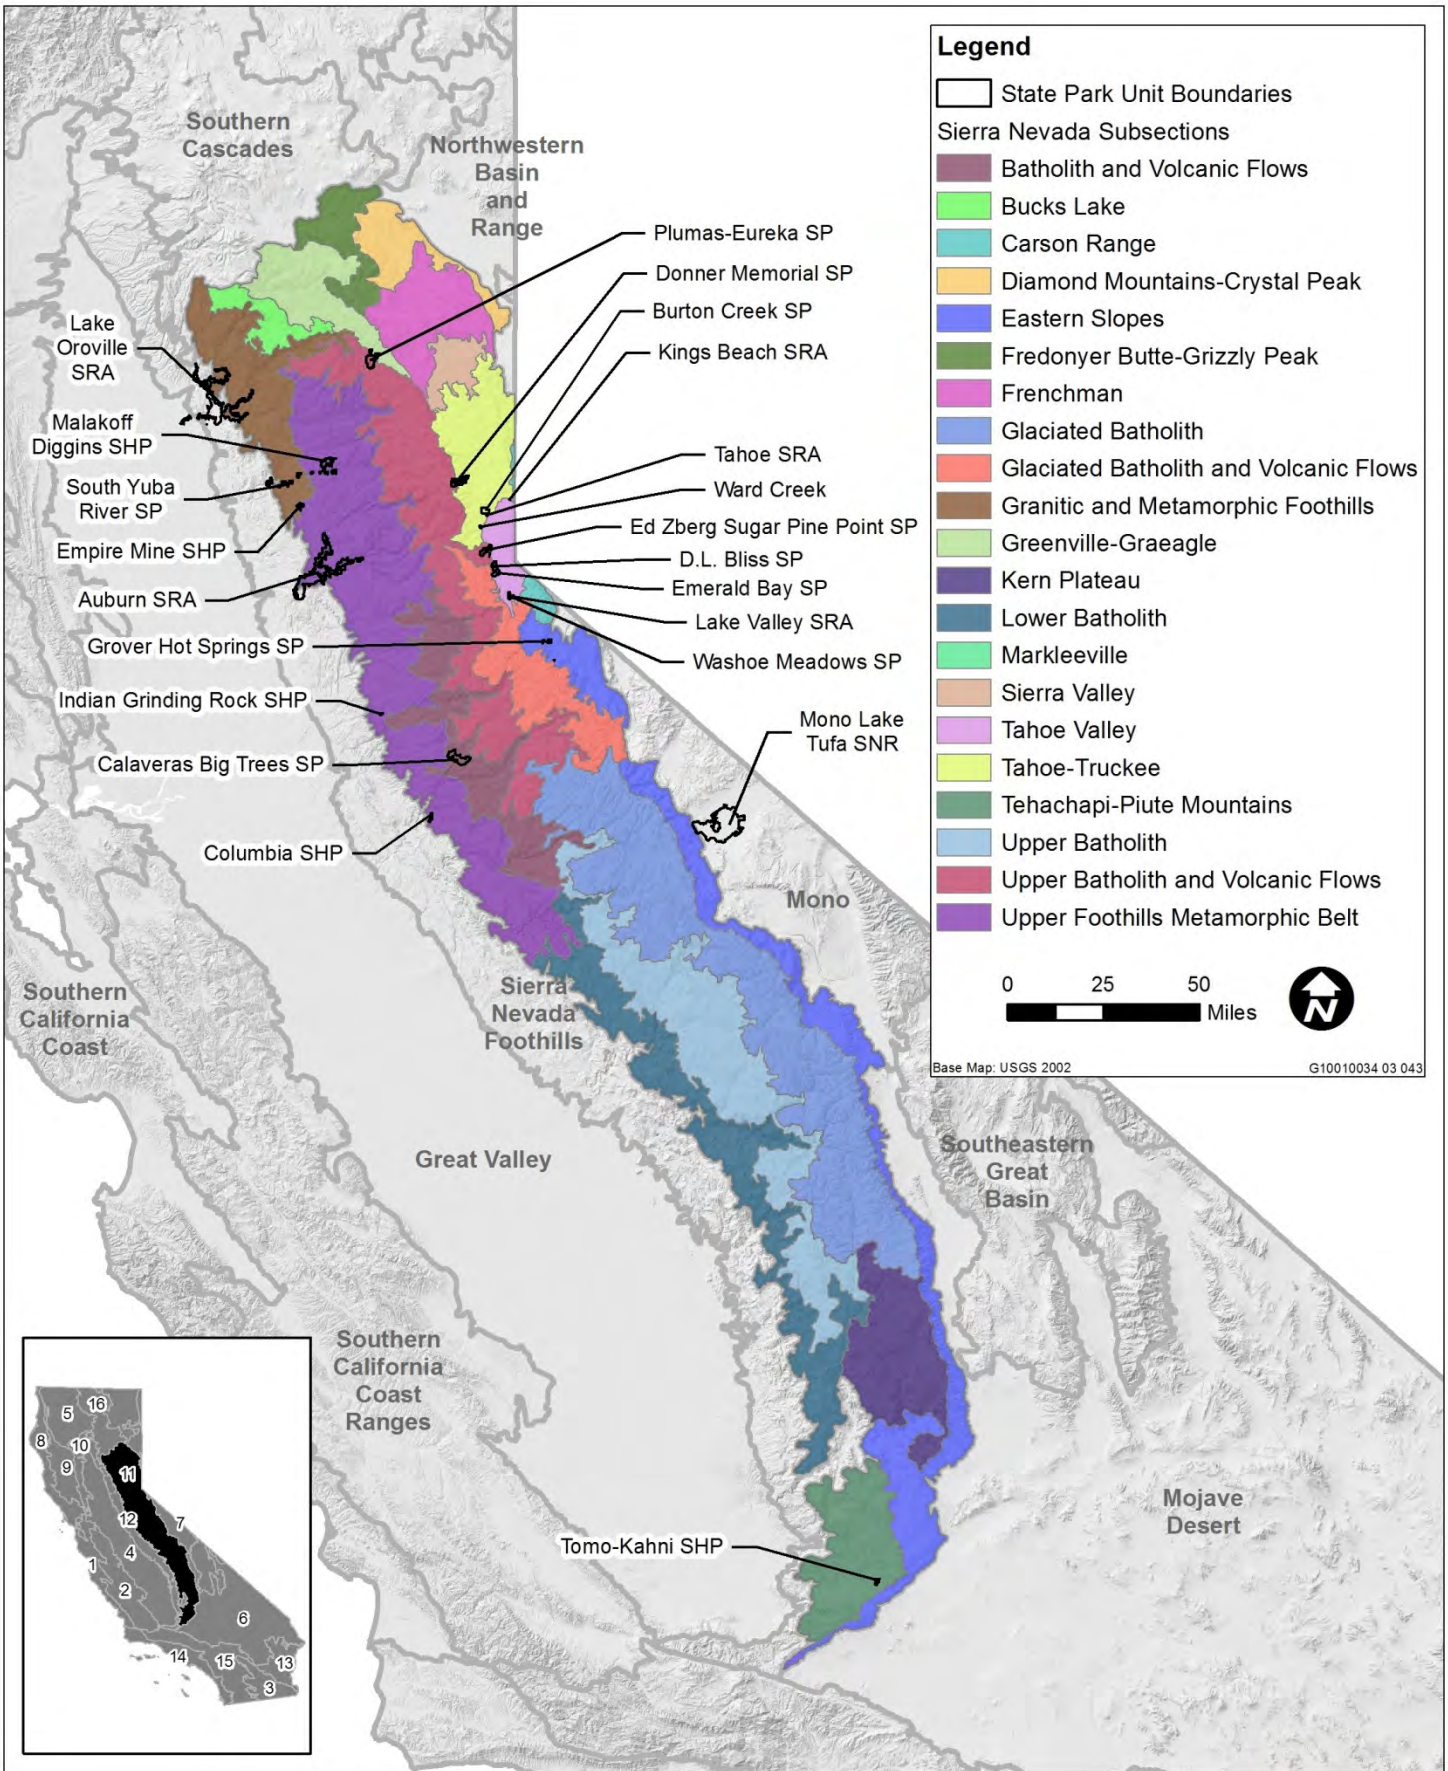 Southern
Cascades
Northwestern
Basin
and
Range
Plumas-Eureka SP
Donner Memorial SP
Burton Creek SP
Kings Beach SRA
Lake
Oroville
SRA
Malakoff
Diggins SHP
South Yuba
River SP
Empire Mine SHP
Auburn SRA
Grover Hot Springs SP
Indian Grinding Rock SHP
Calaveras Big Trees SP
Columbia SHP
Tahoe SRA
Ward Creek
Ed Zberg Sugar Pine Point SP
D.L. Bliss SP
Emerald Bay SP
Lake Valley SRA
Washoe Meadows SP
Mono Lake
Tufa SNR
Mono
Sierra
Nevada
Foothills
Southern
California
Coast
Great Valley
Southeastern
Great
Basin
Southern
California
Coast
Ranges
Mojave
Desert
Tomo-Kahni SHP
Legend
State Park Unit Boundaries
Sierra Nevada Subsections
Batholith and Volcanic Flows
Bucks Lake
Carson Range
Diamond Mountains-Crystal Peak
Eastern Slopes
Fredonyer Butte-Grizzly Peak
Frenchman
Glaciated Batholith
Glaciated Batholith and Volcanic Flows
Granitic and Metamorphic Foothills
Greenville-Graeagle
Kern Plateau
Lower Batholith
Markleeville
Sierra Valley
Tahoe Valley
Tahoe-Truckee
Tehachapi-Piute Mountains
Upper Batholith
Upper Batholith and Volcanic Flows
Upper Foothills Metamorphic Belt
0 25 50
Miles
N
Base Map: USGS 2002
G10010034 03 043
16
5
8
10
9
11
12
7
4
1
2
6
14
15
13
3